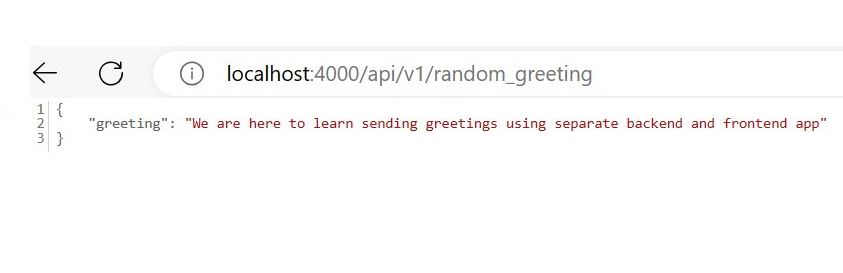 localhost:4000/api/v1/random_greeting
1 {
2 "greeting": "We are here to learn sending greetings using separate backend and frontend app"
3 }